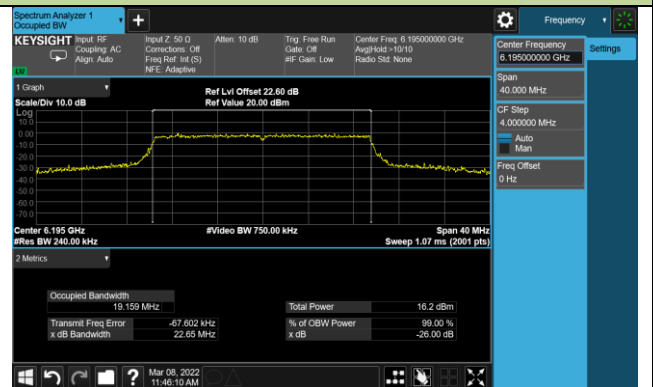 Spectrum Analyzer 1
Occupied BW
Frequency
KEYSIGHT
Input: RF
Coupling: AC
Align: Auto
Input Z: 50 Ω
Corrections: Off
Freq Ref: Int (S)
NFE: Adaptive
Atten: 10 dB
Trig: Free Run
Gate: Off
#IF Gain: Low
Center Freq: 6.195000000 GHz
Avg|Hold:>10/10
Radio Std: None
Center Frequency
6.195000000 GHz
Settings
Span
40.000 MHz
CF Step
4.000000 MHz
Auto
Man
Freq Offset
0 Hz
1 Graph
Scale/Div 10.0 dB
Ref Lvl Offset 22.60 dB
Ref Value 20.00 dBm
Log
10.0
0.00
-10.0
-20.0
-30.0
-40.0
-50.0
-60.0
-70.0
Center 6.195 GHz
#Video BW 750.00 kHz
Span 40 MHz
#Res BW 240.00 kHz
Sweep 1.07 ms (2001 pts)
2 Metrics
Occupied Bandwidth
19.159 MHz
Total Power
16.2 dBm
Transmit Freq Error
-67.602 kHz
% of OBW Power
99.00 %
x dB Bandwidth
22.65 MHz
x dB
-26.00 dB
?
Mar 08, 2022
11:46:10 AM